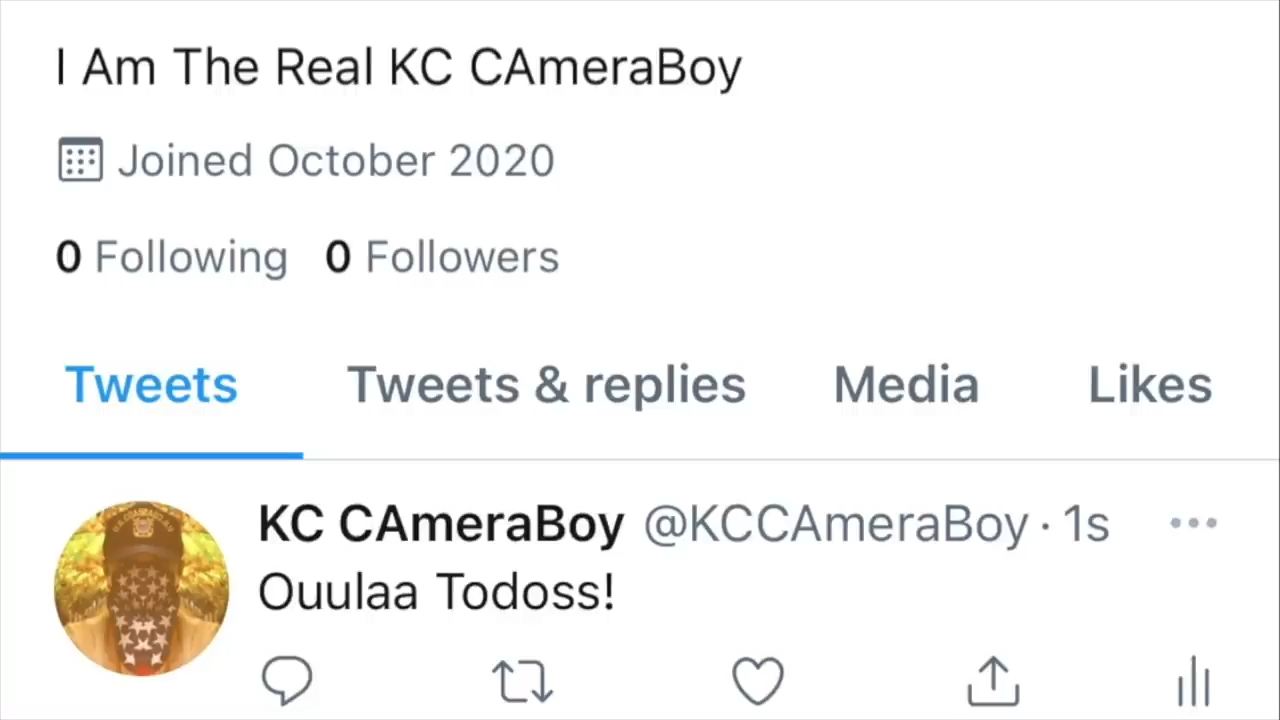 I Am The Real KC CAmeraBoy
Joined October 2020
0 Following 0 Followers
Tweets Tweets & replies Media Likes
KC CAmeraBoy @KCCAmeraBoy · 1s
Ouulaa Todoss!